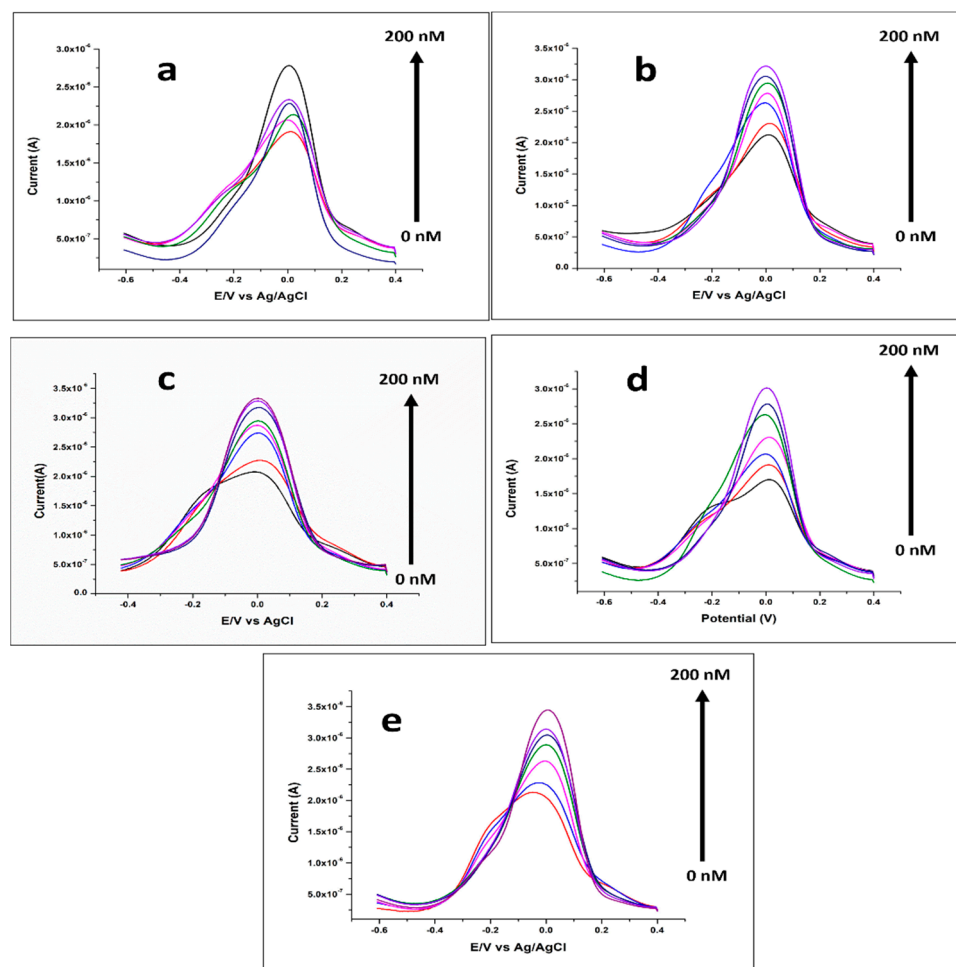 a
200 nM
0 nM
3.0x10⁻⁶
2.5x10⁻⁶
2.0x10⁻⁶
1.5x10⁻⁶
1.0x10⁻⁶
5.0x10⁻⁷
Current (A)
-0.6 -0.4 -0.2 0.0 0.2 0.4
E/V vs Ag/AgCl
b
200 nM
0 nM
3.5x10⁻⁶
3.0x10⁻⁶
2.5x10⁻⁶
2.0x10⁻⁶
1.5x10⁻⁶
1.0x10⁻⁶
5.0x10⁻⁷
0.0
Current (A)
-0.6 -0.4 -0.2 0.0 0.2 0.4
E/V vs Ag/AgCl
c
200 nM
0 nM
3.5x10⁻⁶
3.0x10⁻⁶
2.5x10⁻⁶
2.0x10⁻⁶
1.5x10⁻⁶
1.0x10⁻⁶
5.0x10⁻⁷
0.0
Current(A)
-0.4 -0.2 0.0 0.2 0.4
E/V vs AgCl
d
200 nM
0 nM
3.0x10⁻⁶
2.5x10⁻⁶
2.0x10⁻⁶
1.5x10⁻⁶
1.0x10⁻⁶
5.0x10⁻⁷
0.0
Current (A)
-0.6 -0.4 -0.2 0.0 0.2 0.4
Potential (V)
e
200 nM
0 nM
3.5x10⁻⁶
3.0x10⁻⁶
2.5x10⁻⁶
2.0x10⁻⁶
1.5x10⁻⁶
1.0x10⁻⁶
5.0x10⁻⁷
Current (A)
-0.6 -0.4 -0.2 0.0 0.2 0.4
E/V vs Ag/AgCl